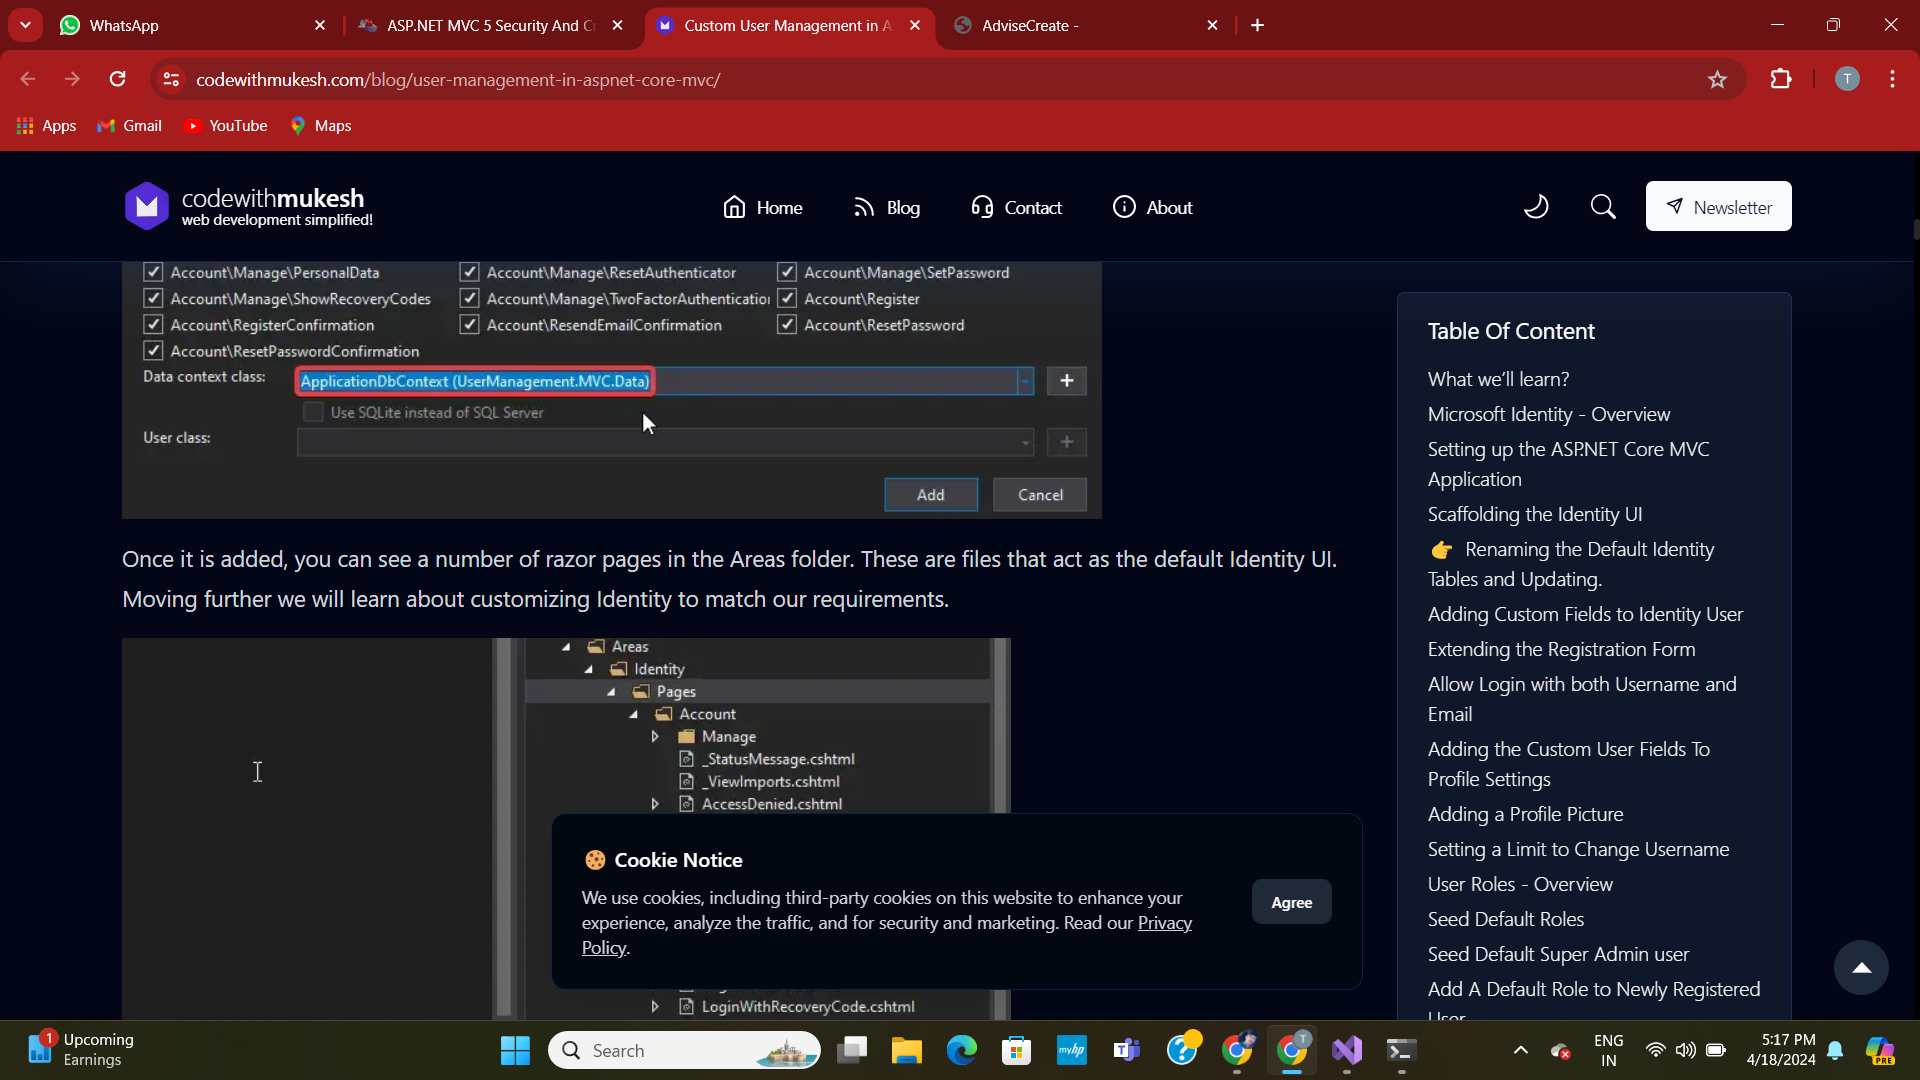 WhatsApp
ASP.NET MVC 5 Security And C
Custom User Management in A
AdviseCreate -
codewithmukesh.com/blog/user-management-in-aspnet-core-mvc/
T
Apps
Gmail
YouTube
Maps
codewithmukesh
web development simplified!
Home
Blog
Contact
About
Newsletter
Account\Manage\PersonalData
Account\Manage\ResetAuthenticator
Account\Manage\SetPassword
Account\Manage\ShowRecoveryCodes
Account\Manage\TwoFactorAuthenticatio
Account\Register
Account\RegisterConfirmation
Account\ResendEmailConfirmation
Account\ResetPassword
Account\ResetPasswordConfirmation
Data context class:
ApplicationDbContext (UserManagement.MVC.Data)
+
Use SQLite instead of SQL Server
User class:
+
Add
Cancel
Once it is added, you can see a number of razor pages in the Areas folder. These are files that act as the default Identity UI.
Moving further we will learn about customizing Identity to match our requirements.
Areas
Identity
Pages
Account
Manage
_StatusMessage.cshtml
_ViewImports.cshtml
AccessDenied.cshtml
LoginWithRecoveryCode.cshtml
Cookie Notice
We use cookies, including third-party cookies on this website to enhance your
experience, analyze the traffic, and for security and marketing. Read our Privacy
Policy.
Agree
Table Of Content
What we'll learn?
Microsoft Identity - Overview
Setting up the ASP.NET Core MVC
Application
Scaffolding the Identity UI
👉 Renaming the Default Identity
Tables and Updating.
Adding Custom Fields to Identity User
Extending the Registration Form
Allow Login with both Username and
Email
Adding the Custom User Fields To
Profile Settings
Adding a Profile Picture
Setting a Limit to Change Username
User Roles - Overview
Seed Default Roles
Seed Default Super Admin user
Add A Default Role to Newly Registered
User
1
Upcoming
Earnings
Search
myhp
T
ENG
IN
5:17 PM
4/18/2024
PRE